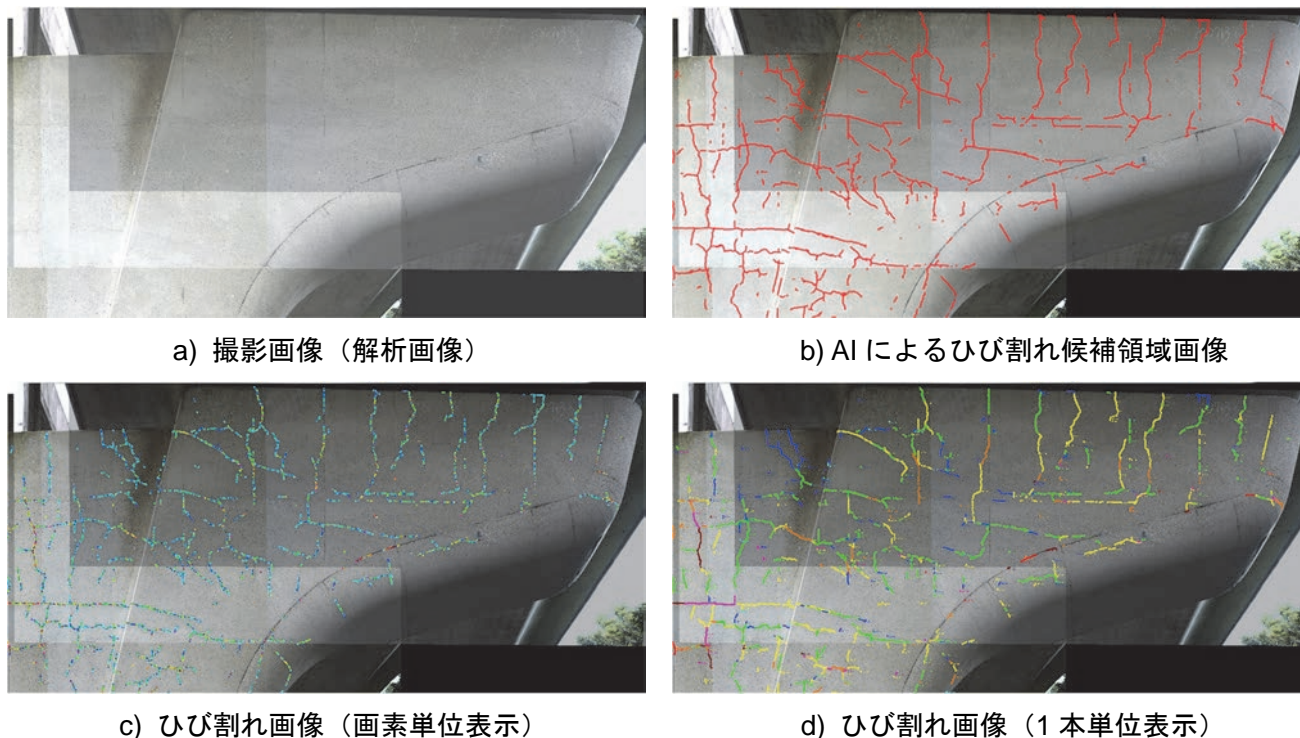 a) 撮影画像（解析画像）
b) AI によるひび割れ候補領域画像
c) ひび割れ画像（画素単位表示）
d) ひび割れ画像（1 本単位表示）